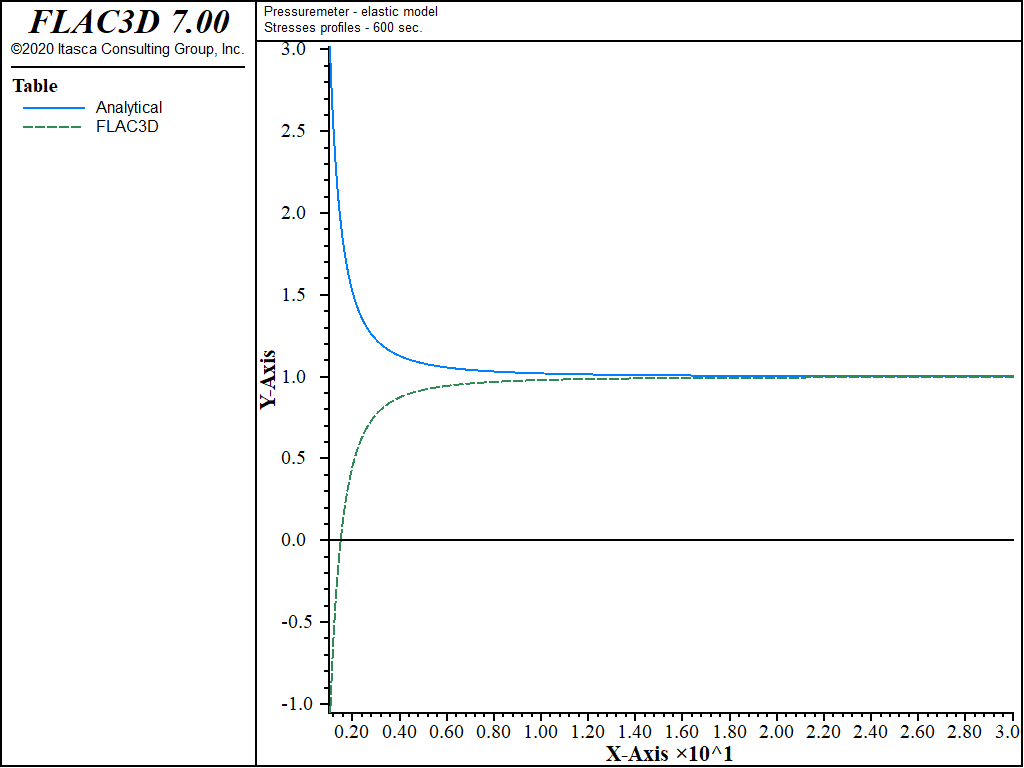 FLAC3D 7.00
©2020 Itasca Consulting Group, Inc.
Table
Analytical
FLAC3D
Pressuremeter - elastic model
Stresses profiles - 600 sec.
3.0
2.5
2.0
1.5
1.0
0.5
0.0
-0.5
-1.0
Y-Axis
0.20 0.40 0.60 0.80 1.00 1.20 1.40 1.60 1.80 2.00 2.20 2.40 2.60 2.80 3.0
X-Axis ×10^1